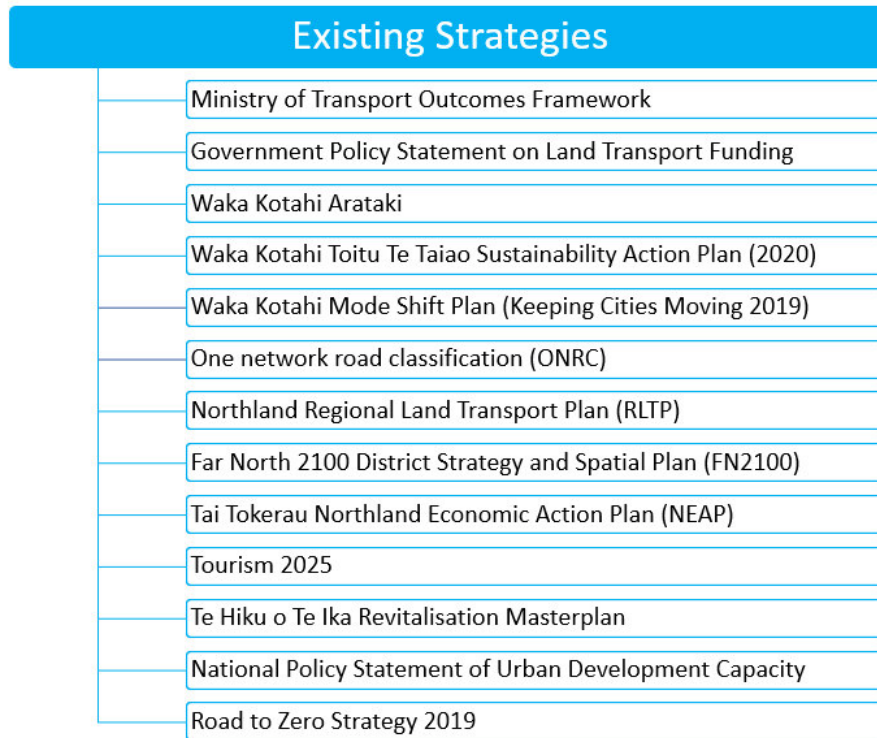 Existing Strategies
Ministry of Transport Outcomes Framework
Government Policy Statement on Land Transport Funding
Waka Kotahi Arataki
Waka Kotahi Toitu Te Taiao Sustainability Action Plan (2020)
Waka Kotahi Mode Shift Plan (Keeping Cities Moving 2019)
One network road classification (ONRC)
Northland Regional Land Transport Plan (RLTP)
Far North 2100 District Strategy and Spatial Plan (FN2100)
Tai Tokerau Northland Economic Action Plan (NEAP)
Tourism 2025
Te Hiku o Te Ika Revitalisation Masterplan
National Policy Statement of Urban Development Capacity
Road to Zero Strategy 2019